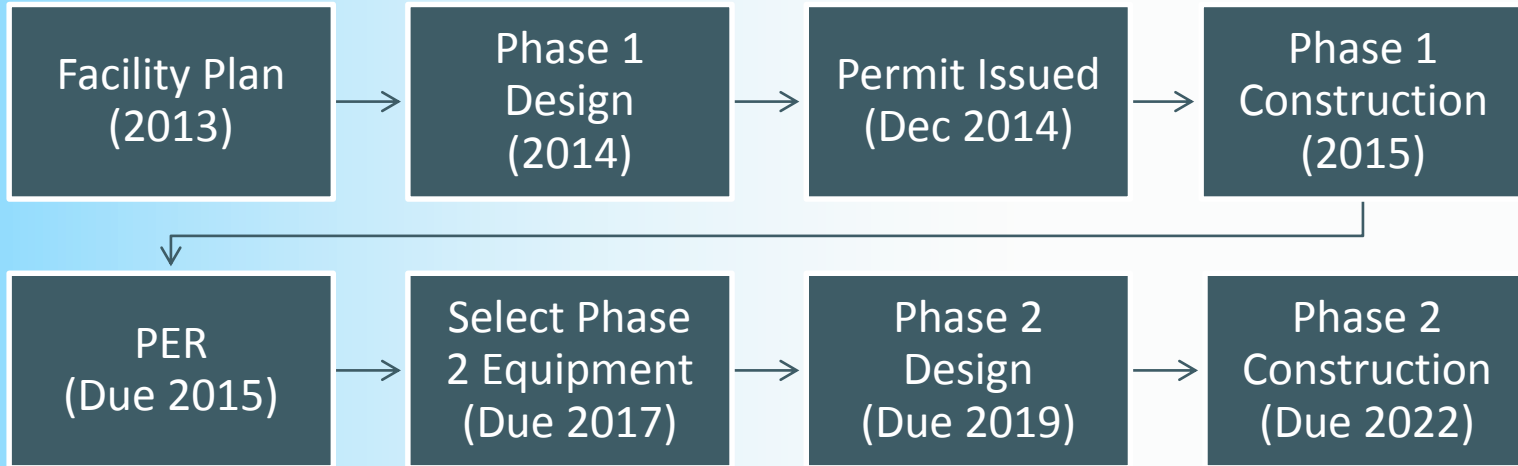 Facility Plan
(2013)
Phase 1
Design
(2014)
Permit Issued
(Dec 2014)
Phase 1
Construction
(2015)
PER
(Due 2015)
Select Phase
2 Equipment
(Due 2017)
Phase 2
Design
(Due 2019)
Phase 2
Construction
(Due 2022)